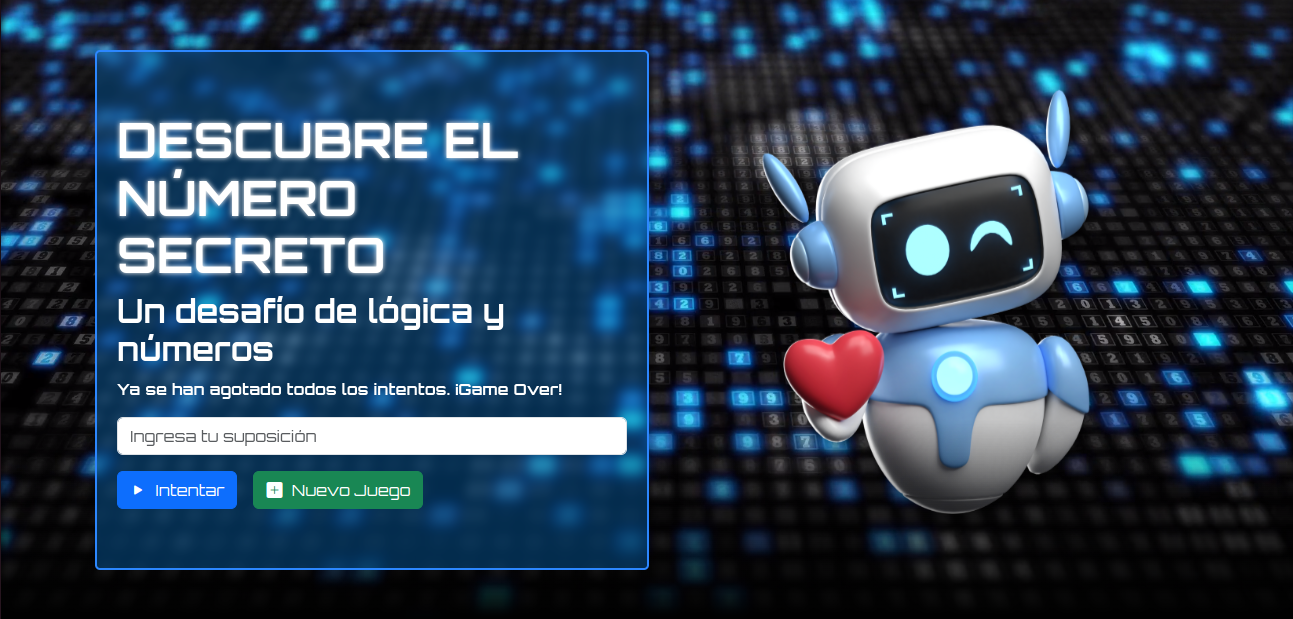 DESCUBRE EL
NÚMERO
SECRETO
Un desafío de lógica y
números
Ya se han agotado todos los intentos. ¡Game Over!
Ingresa tu suposición
Intentar
Nuevo Juego